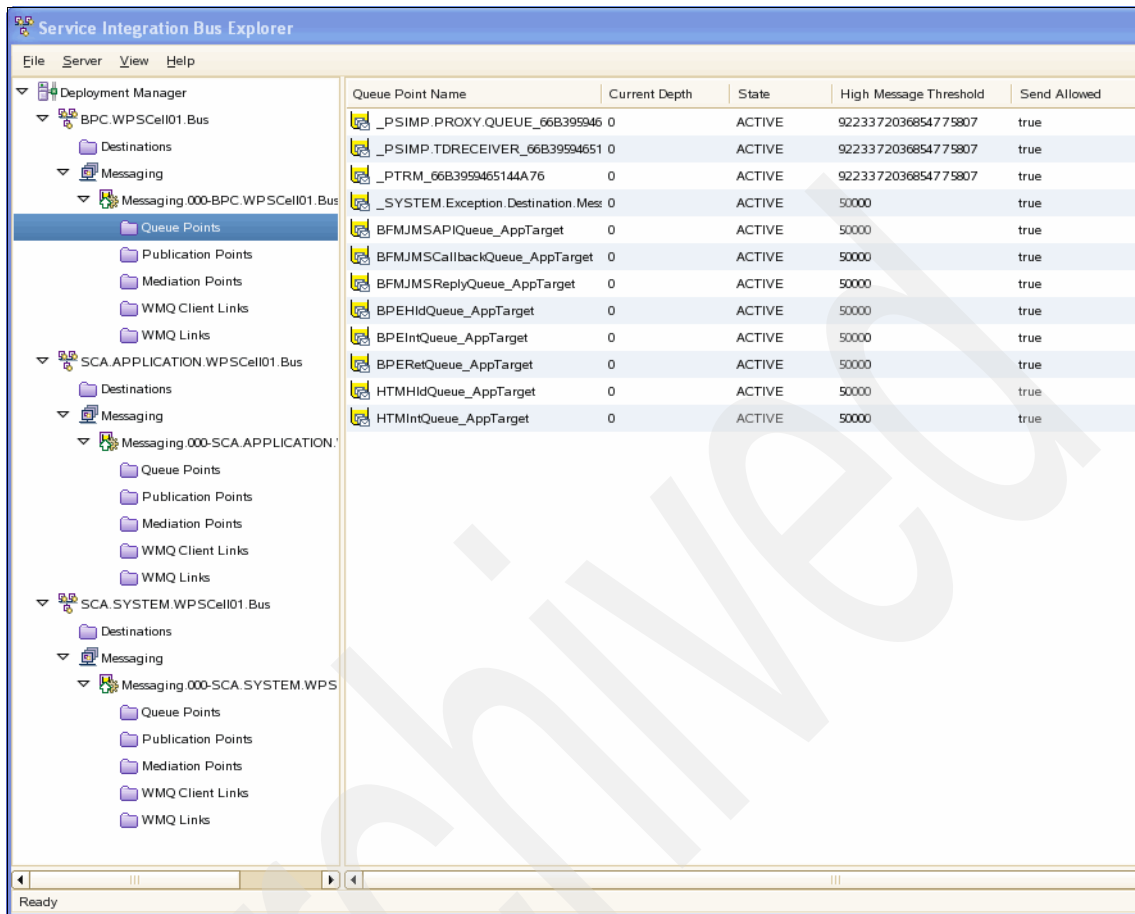 Service Integration Bus Explorer
File Server View Help
Deployment Manager
BPC.WPSCell01.Bus
Destinations
Messaging
Messaging.000-BPC.WPSCell01.Bus
Queue Points
Publication Points
Mediation Points
WMQ Client Links
WMQ Links
SCA.APPLICATION.WPSCell01.Bus
Destinations
Messaging
Messaging.000-SCA.APPLICATION.
Queue Points
Publication Points
Mediation Points
WMQ Client Links
WMQ Links
SCA.SYSTEM.WPSCell01.Bus
Destinations
Messaging
Messaging.000-SCA.SYSTEM.WPS
Queue Points
Publication Points
Mediation Points
WMQ Client Links
WMQ Links
Queue Point Name Current Depth State High Message Threshold Send Allowed
_PSIMP.PROXY.QUEUE_66B395946 0 ACTIVE 9223372036854775807 true
_PSIMP.TDRECEIVER_66B39594651 0 ACTIVE 9223372036854775807 true
_PTRM_66B3959465144A76 0 ACTIVE 9223372036854775807 true
_SYSTEM.Exception.Destination.Mess 0 ACTIVE 50000 true
BFMJMSAPIQueue_AppTarget 0 ACTIVE 50000 true
BFMJMSCallbackQueue_AppTarget 0 ACTIVE 50000 true
BFMJMSReplyQueue_AppTarget 0 ACTIVE 50000 true
BPEHldQueue_AppTarget 0 ACTIVE 50000 true
BPEIntQueue_AppTarget 0 ACTIVE 50000 true
BPERetQueue_AppTarget 0 ACTIVE 50000 true
HTMHldQueue_AppTarget 0 ACTIVE 50000 true
HTMIntQueue_AppTarget 0 ACTIVE 50000 true
Ready
rchived